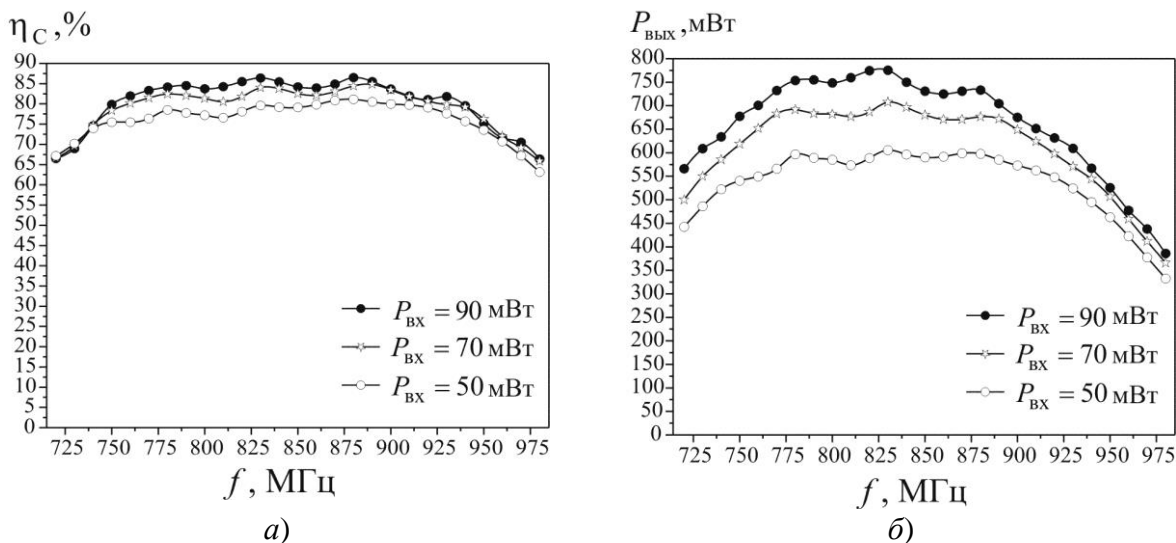 η_C ,%
90
85
80
75
70
65
60
55
50
45
40
35
30
25
20
15
10
5
0
P_вх = 90 мВт
P_вх = 70 мВт
P_вх = 50 мВт
725 750 775 800 825 850 875 900 925 950 975
f, МГц
а)
P_вых ,мВт
800
750
700
650
600
550
500
450
400
350
300
250
200
150
100
50
0
P_вх = 90 мВт
P_вх = 70 мВт
P_вх = 50 мВт
725 750 775 800 825 850 875 900 925 950 975
f, МГц
б)